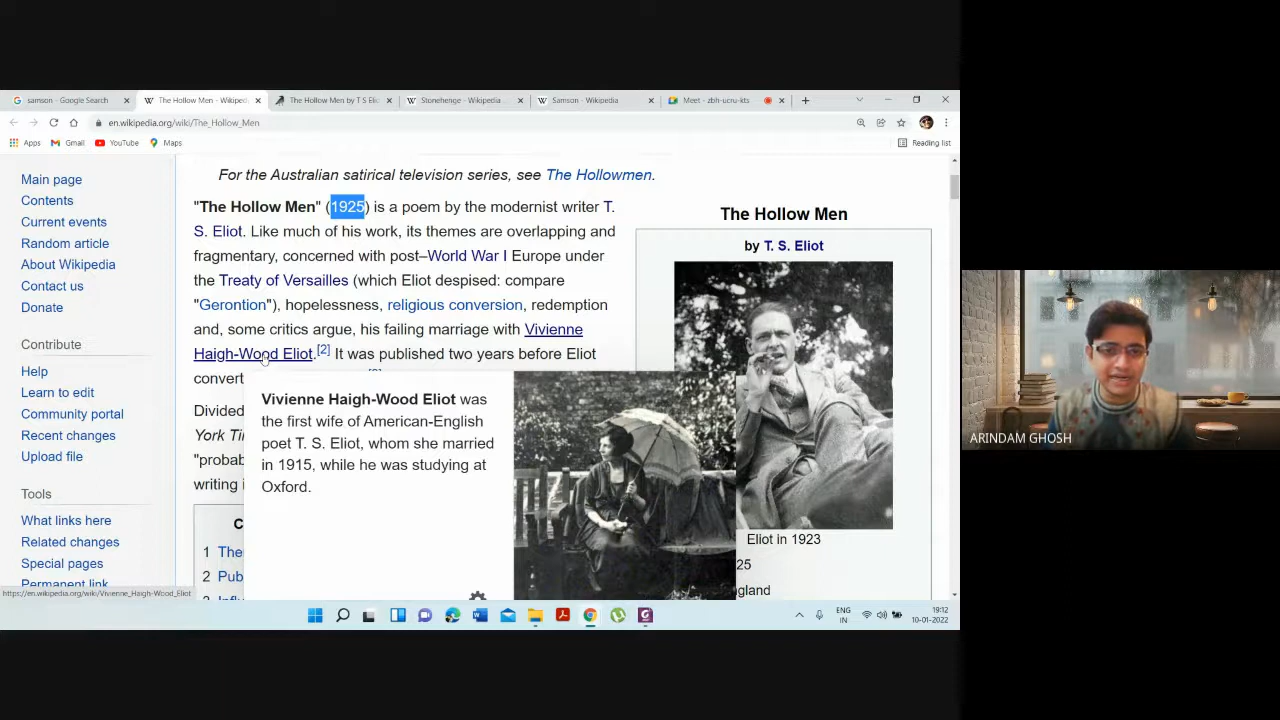 samson - Google Search
The Hollow Men - Wikiped
The Hollow Men by T S Elio
Stonehenge - Wikipedia
Samson - Wikipedia
Meet - zbh-ucru-kts
en.wikipedia.org/wiki/The_Hollow_Men
Apps
Gmail
YouTube
Maps
Reading list
Main page
Contents
Current events
Random article
About Wikipedia
Contact us
Donate
Contribute
Help
Learn to edit
Community portal
Recent changes
Upload file
Tools
What links here
Related changes
Special pages
Permanent link
For the Australian satirical television series, see The Hollowmen.
"The Hollow Men" (1925) is a poem by the modernist writer T.
S. Eliot. Like much of his work, its themes are overlapping and
fragmentary, concerned with post–World War I Europe under
the Treaty of Versailles (which Eliot despised: compare
"Gerontion"), hopelessness, religious conversion, redemption
and, some critics argue, his failing marriage with Vivienne
Haigh-Wood Eliot.[2] It was published two years before Eliot
convert
Divided
York Ti
"probab
writing i
C
1 The
2 Pub
Vivienne Haigh-Wood Eliot was
the first wife of American-English
poet T. S. Eliot, whom she married
in 1915, while he was studying at
Oxford.
The Hollow Men
by T. S. Eliot
Eliot in 1923
25
ngland
https://en.wikipedia.org/wiki/Vivienne_Haigh-Wood_Eliot
ENG
IN
19:12
10-01-2022
ARINDAM GHOSH